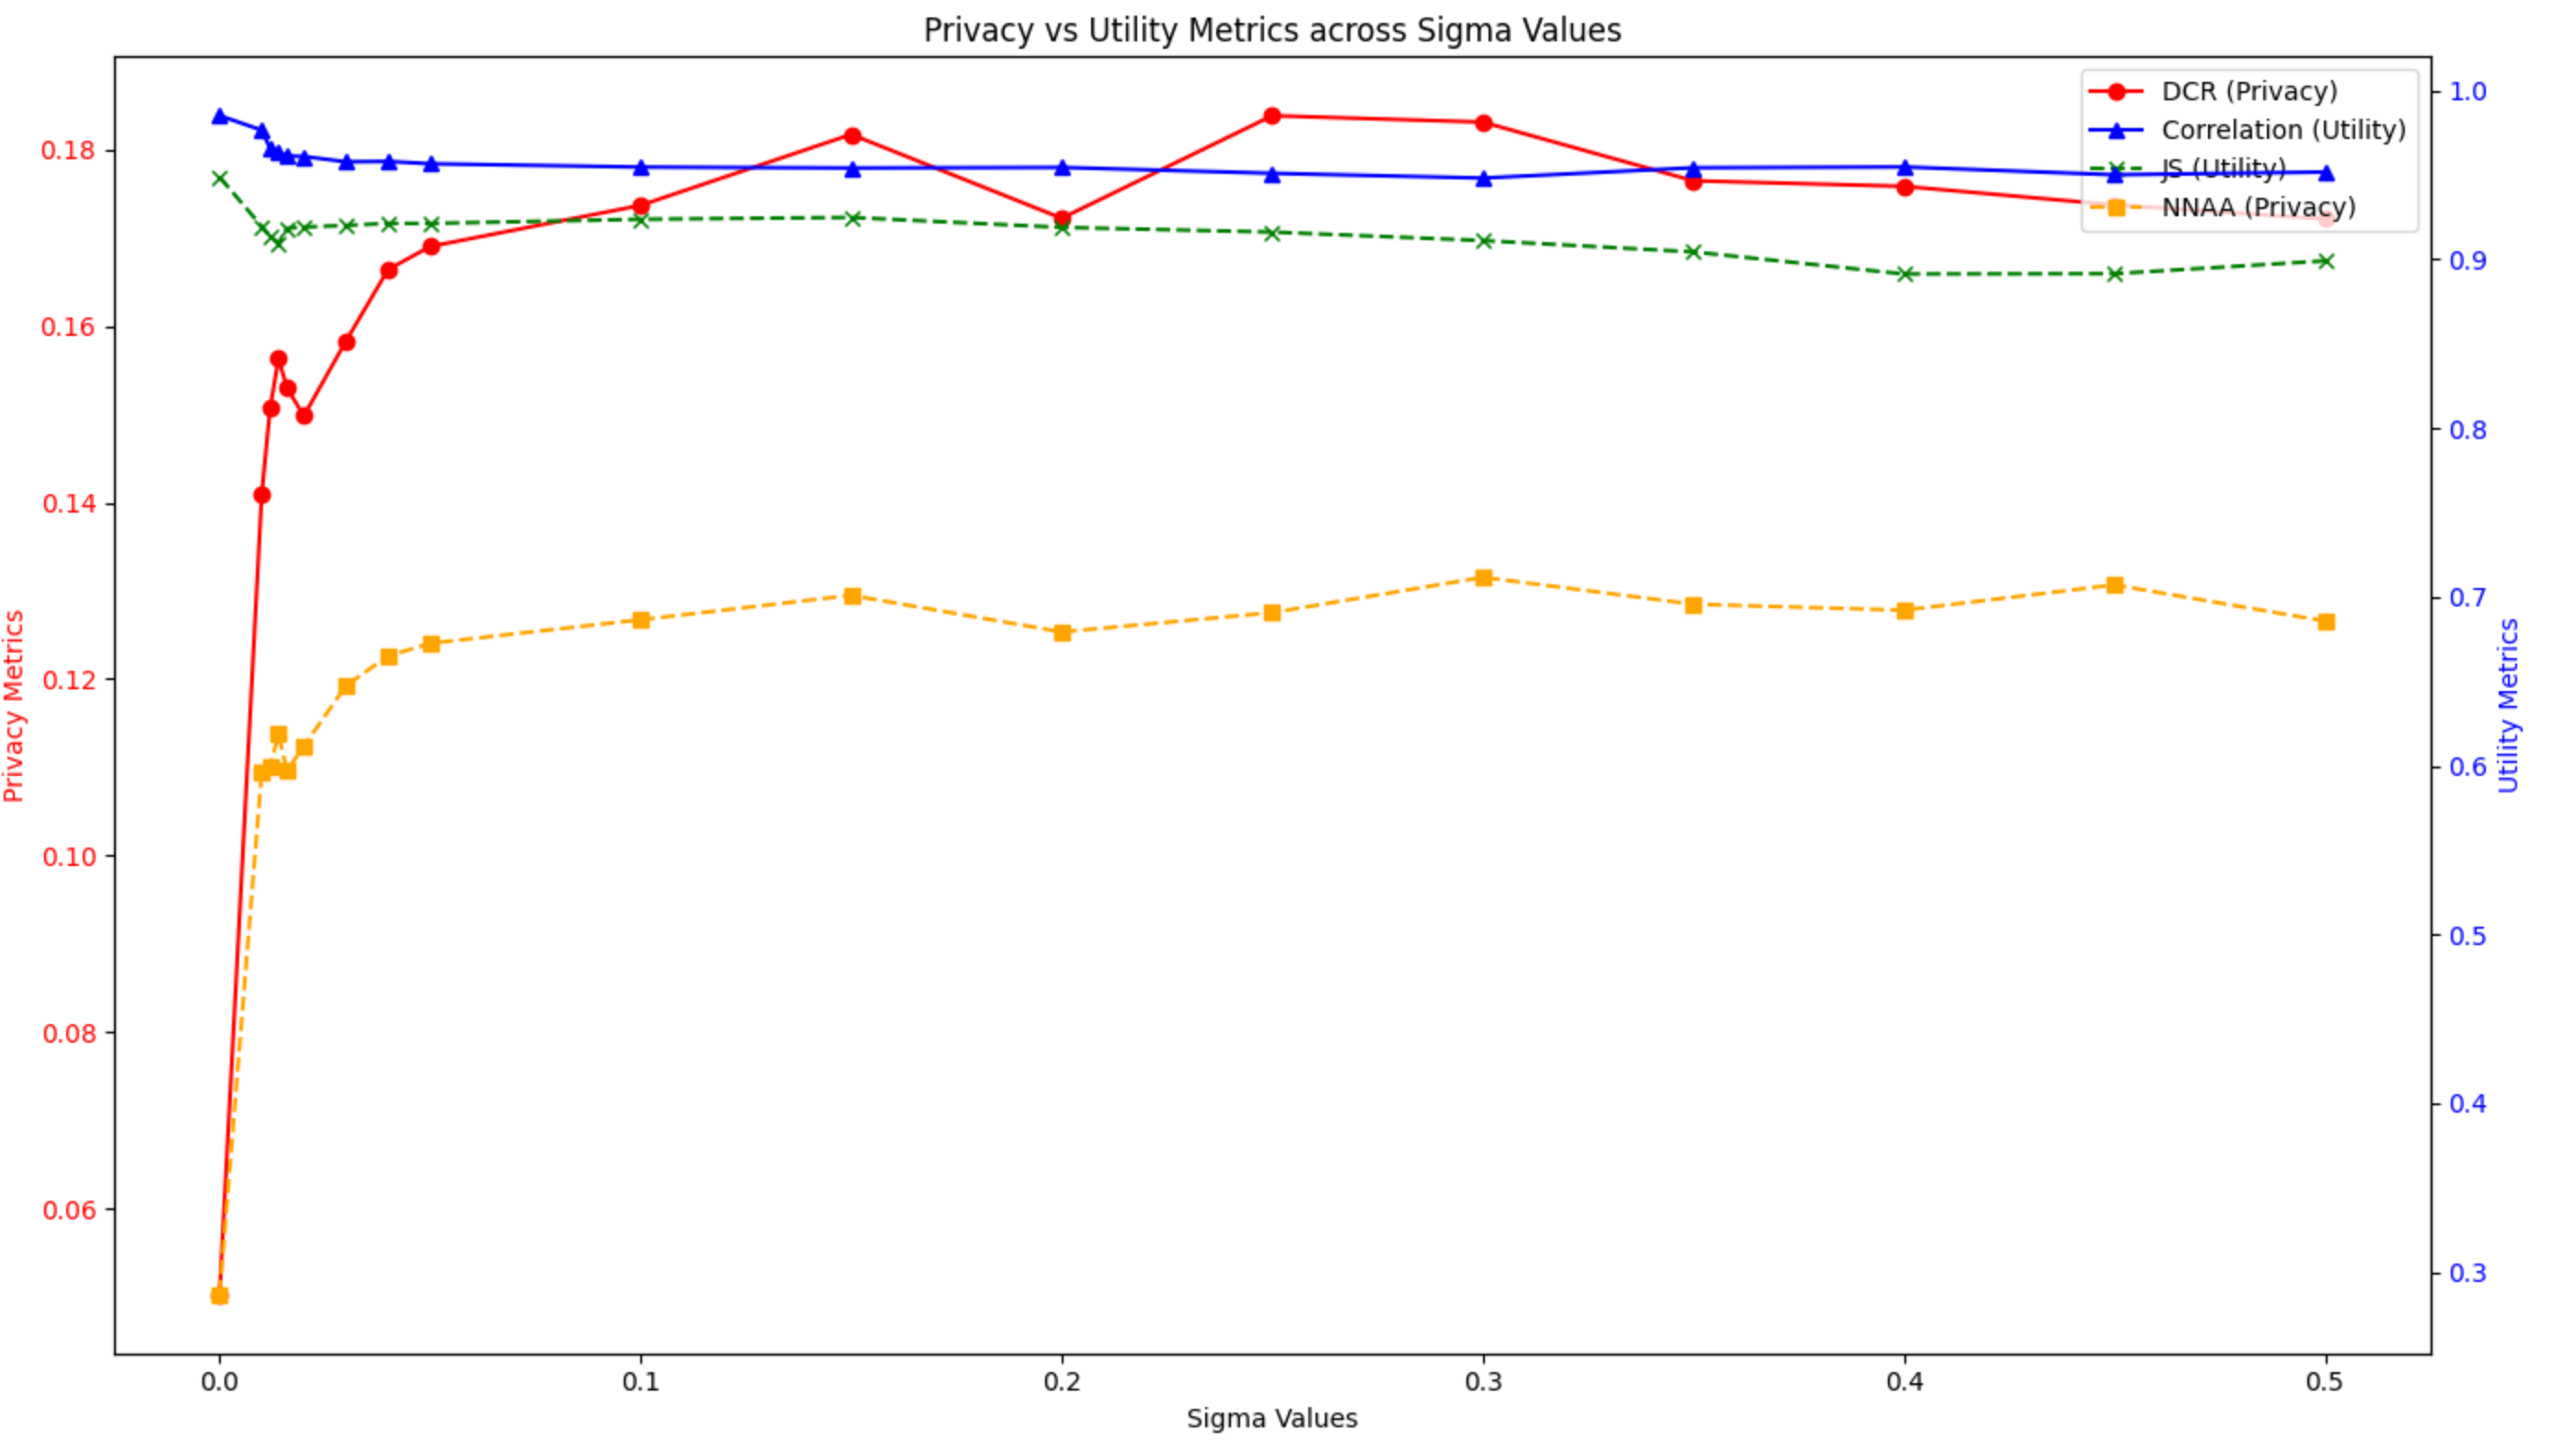 Privacy vs Utility Metrics across Sigma Values
DCR (Privacy)
Correlation (Utility)
JS (Utility)
NNAA (Privacy)
Privacy Metrics
0.18
0.16
0.14
0.12
0.10
0.08
0.06
1.0
0.9
0.8
0.7
0.6
0.5
0.4
0.3
Utility Metrics
0.0 0.1 0.2 0.3 0.4 0.5
Sigma Values